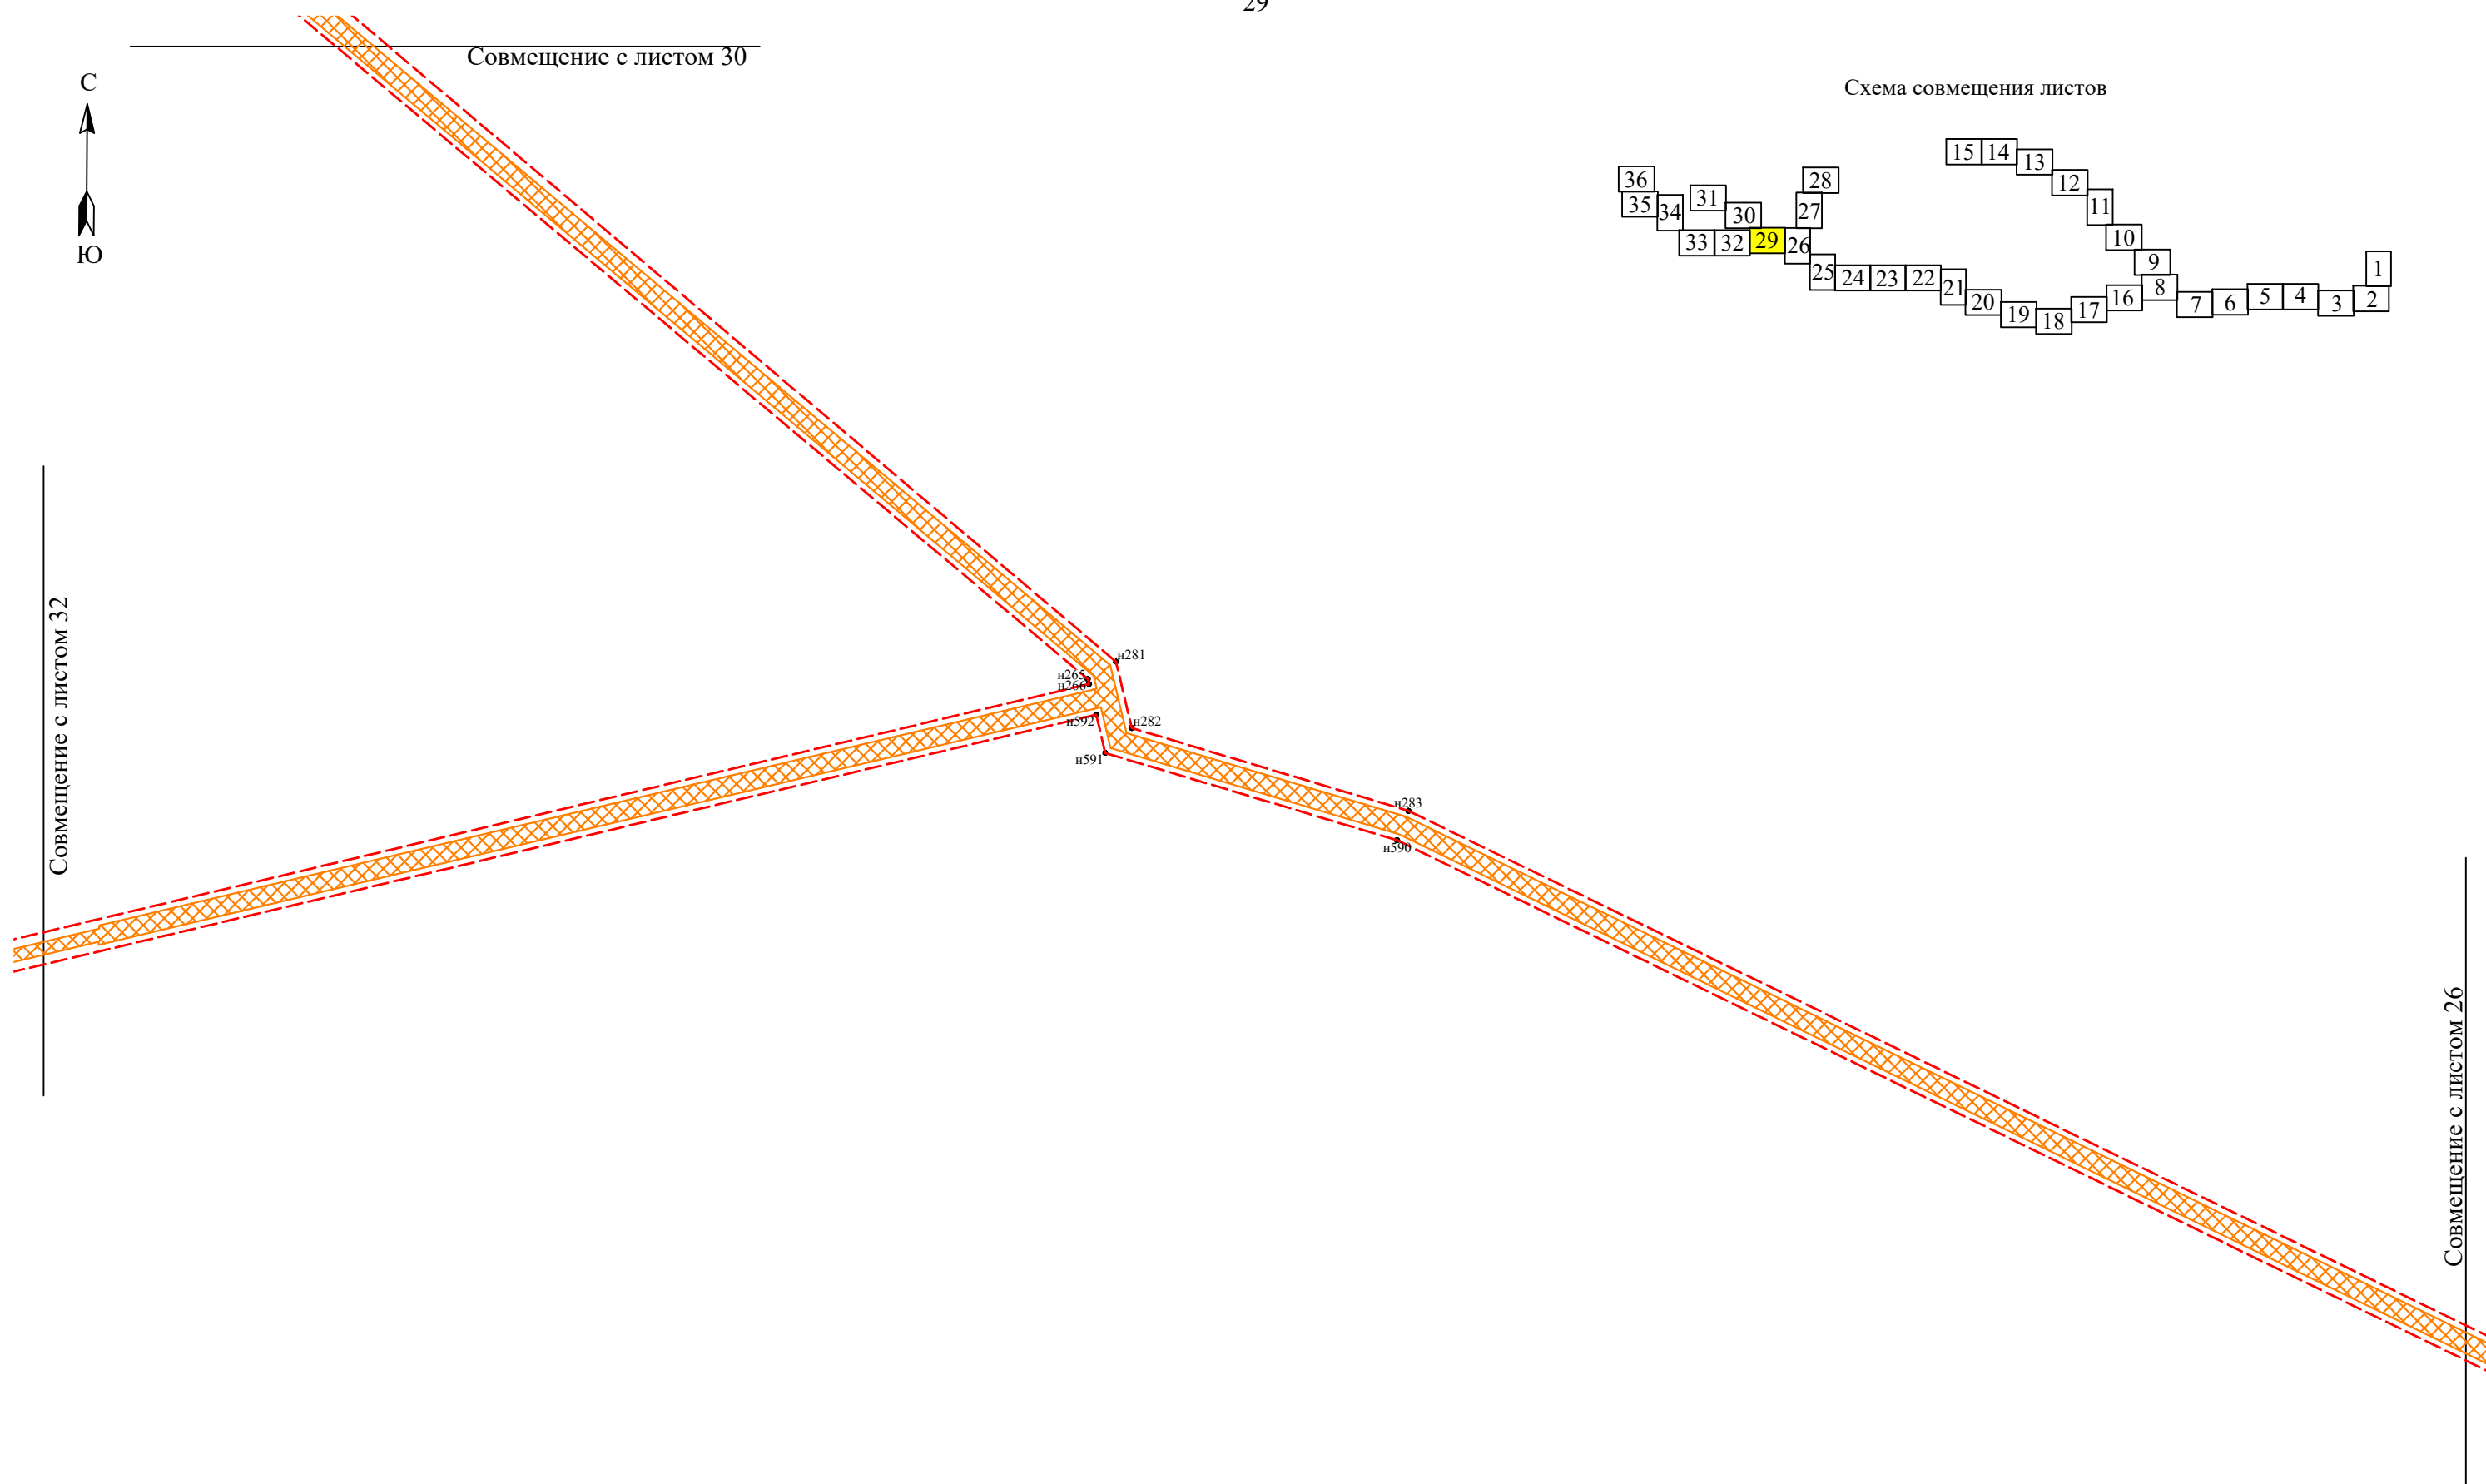 29
Совмещение с листом 30
С
Ю
Схема совмещения листов
15 14 13 12 11 10 9 8 7 6 5 4 3 2 1
36 35 34 33 32 31 30 29 28 27 26 25 24 23 22 21 20 19 18 17 16
Совмещение с листом 32
н281
н265
н266
н592
н282
н591
н283
н590
Совмещение с листом 26